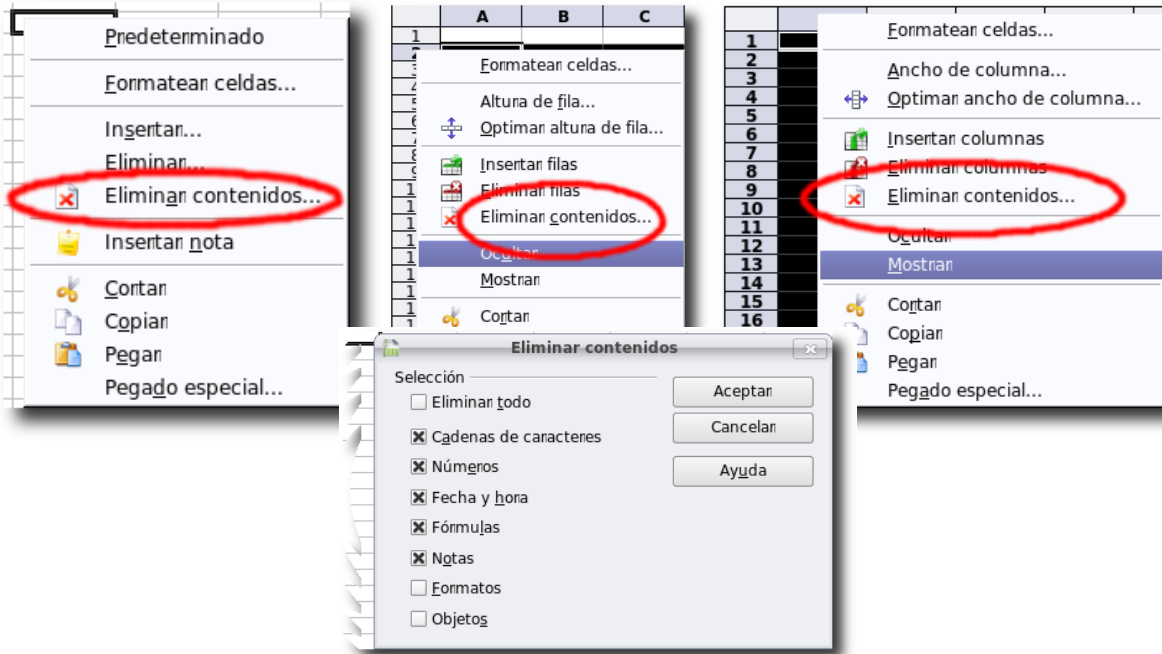 Predeterminado
Formatear celdas...
Insertar...
Eliminar...
Eliminar contenidos...
Insertar nota
Cortar
Copiar
Pegar
Pegado especial...
A B C
1
2
Formatear celdas...
Altura de fila...
Optimar altura de fila...
Insertar filas
Eliminar filas
Eliminar contenidos...
Ocultar
Mostrar
Cortar
1
2
3
4
5
6
7
8
9
10
11
12
13
14
15
16
Formatear celdas...
Ancho de columna...
Optimar ancho de columna...
Insertar columnas
Eliminar columnas
Eliminar contenidos...
Ocultar
Mostrar
Cortar
Copiar
Pegar
Pegado especial...
Eliminar contenidos
Selección
Eliminar todo
Cadenas de caracteres
Números
Fecha y hora
Fórmulas
Notas
Formatos
Objetos
Aceptar
Cancelar
Ayuda